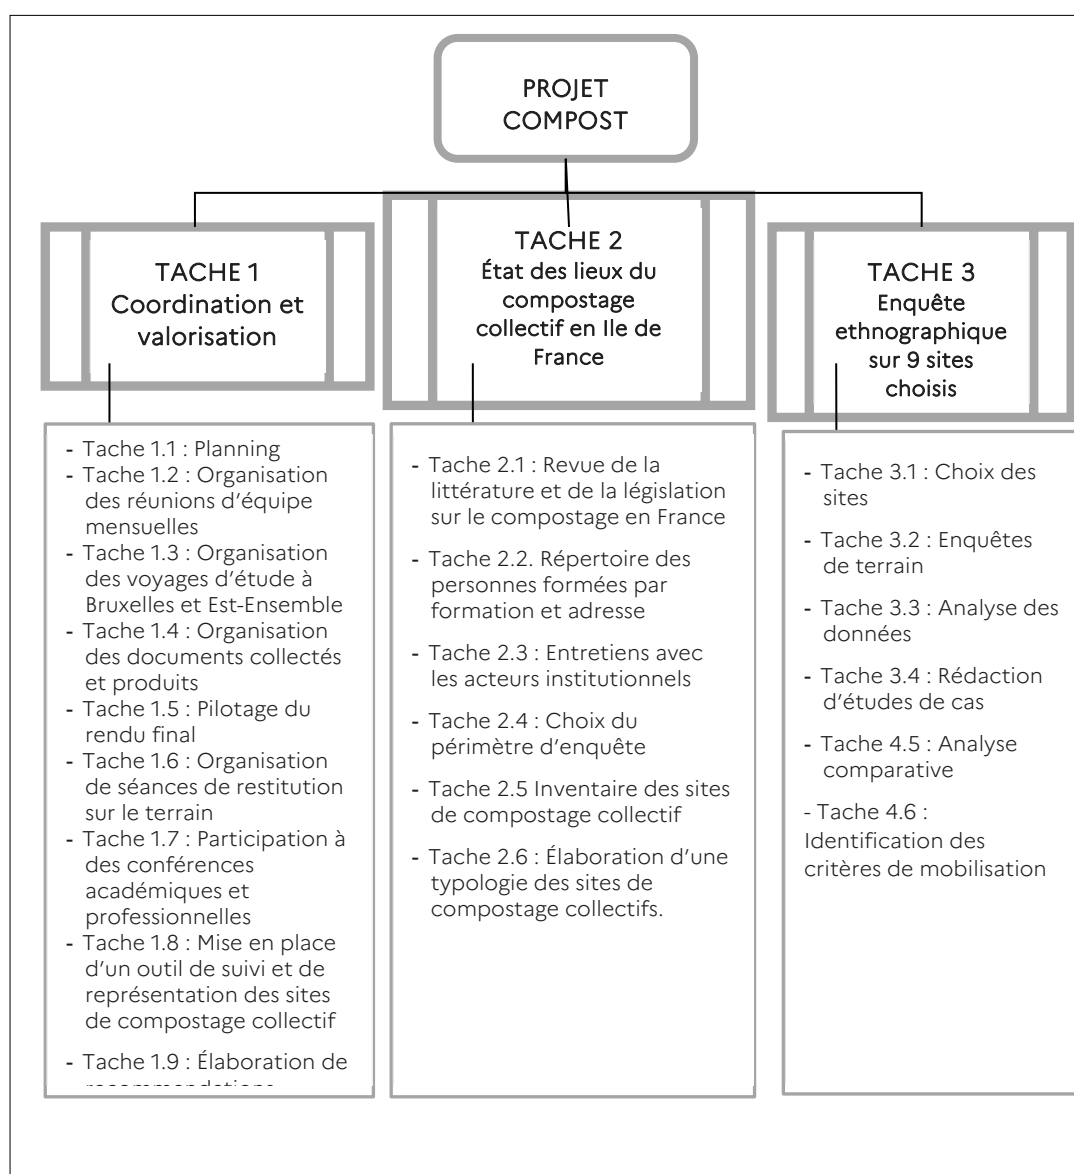 PROJET
COMPOST
TACHE 1
Coordination et
valorisation
- Tache 1.1 : Planning
- Tache 1.2 : Organisation
des réunions d'équipe
mensuelles
- Tache 1.3 : Organisation
des voyages d'étude à
Bruxelles et Est-Ensemble
- Tache 1.4 : Organisation
des documents collectés
et produits
- Tache 1.5 : Pilotage du
rendu final
- Tache 1.6 : Organisation
de séances de restitution
sur le terrain
- Tache 1.7 : Participation à
des conférences
académiques et
professionnelles
- Tache 1.8 : Mise en place
d'un outil de suivi et de
représentation des sites
de compostage collectif
- Tache 1.9 : Élaboration de
TACHE 2
État des lieux du
compostage
collectif en Ile de
France
- Tache 2.1 : Revue de la
littérature et de la législation
sur le compostage en France
- Tache 2.2. Répertoire des
personnes formées par
formation et adresse
- Tache 2.3 : Entretiens avec
les acteurs institutionnels
- Tache 2.4 : Choix du
périmètre d'enquête
- Tache 2.5 Inventaire des sites
de compostage collectif
- Tache 2.6 : Élaboration d'une
typologie des sites de
compostage collectifs.
TACHE 3
Enquête
ethnographique
sur 9 sites
choisis
- Tache 3.1 : Choix des
sites
- Tache 3.2 : Enquêtes
de terrain
- Tache 3.3 : Analyse des
données
- Tache 3.4 : Rédaction
d'études de cas
- Tache 4.5 : Analyse
comparative
- Tache 4.6 :
Identification des
critères de mobilisation